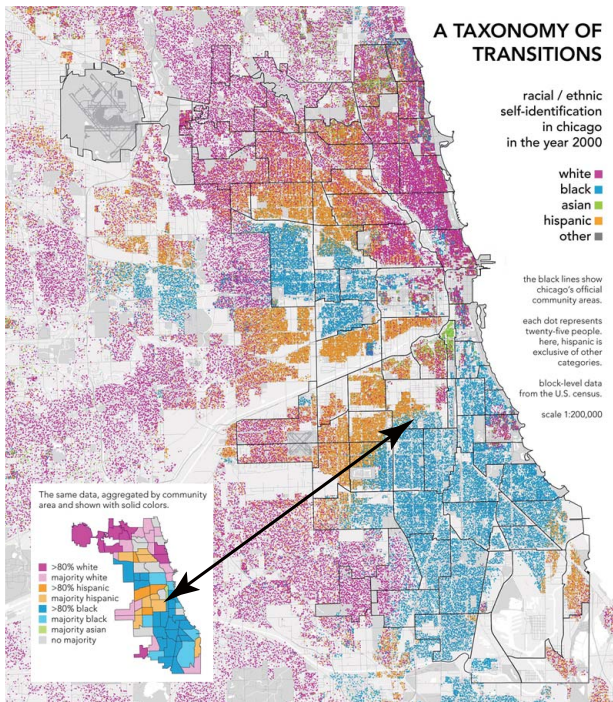 A TAXONOMY OF
TRANSITIONS
racial / ethnic
self-identification
in chicago
in the year 2000
white
black
asian
hispanic
other
the black lines show
chicago's official
community areas.
each dot represents
twenty-five people.
here, hispanic is
exclusive of other
categories.
block-level data
from the U.S. census.
scale 1:200,000
The same data, aggregated by community
area and shown with solid colors.
>80% white
majority white
>80% hispanic
majority hispanic
>80% black
majority black
majority asian
no majority